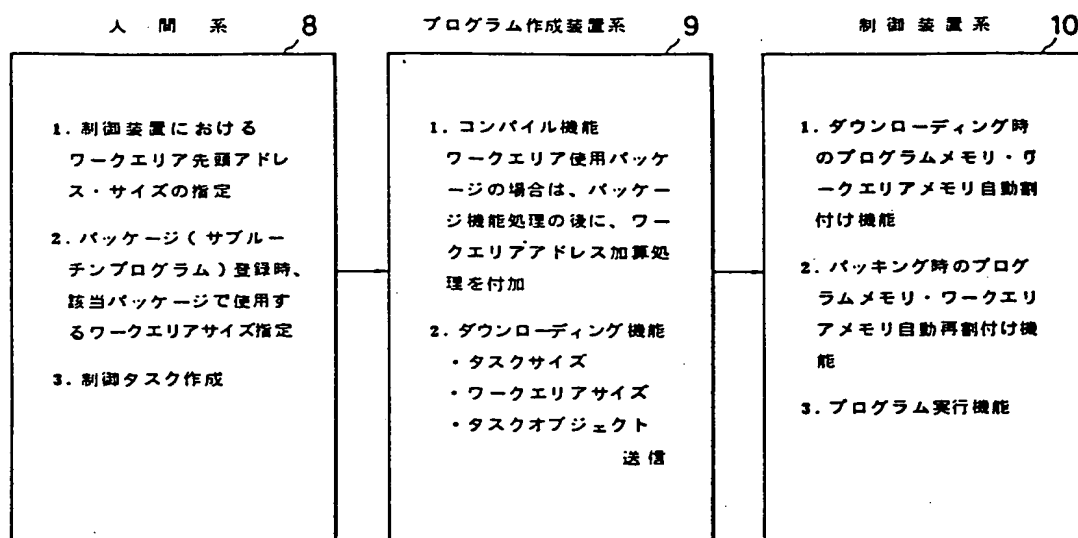 人間系
8
1. 制御装置における
ワークエリア先頭アドレ
ス・サイズの指定
2. パッケージ(サブルー
チンプログラム)登録時、
該当パッケージで使用す
るワークエリアサイズ指定
3. 制御タスク作成
プログラム作成装置系
9
1. コンパイル機能
ワークエリア使用パッケ
ージの場合は、パッケー
ジ機能処理の後に、ワー
クエリアアドレス加算処
理を付加
2. ダウンローディング機能
・タスクサイズ
・ワークエリアサイズ
・タスクオブジェクト
送信
制御装置系
10
1. ダウンローディング時
のプログラムメモリ・ワ
ークエリアメモリ自動割
付け機能
2. パッキング時のプログ
ラムメモリ・ワークエリ
アメモリ自動再割付け機
能
3. プログラム実行機能